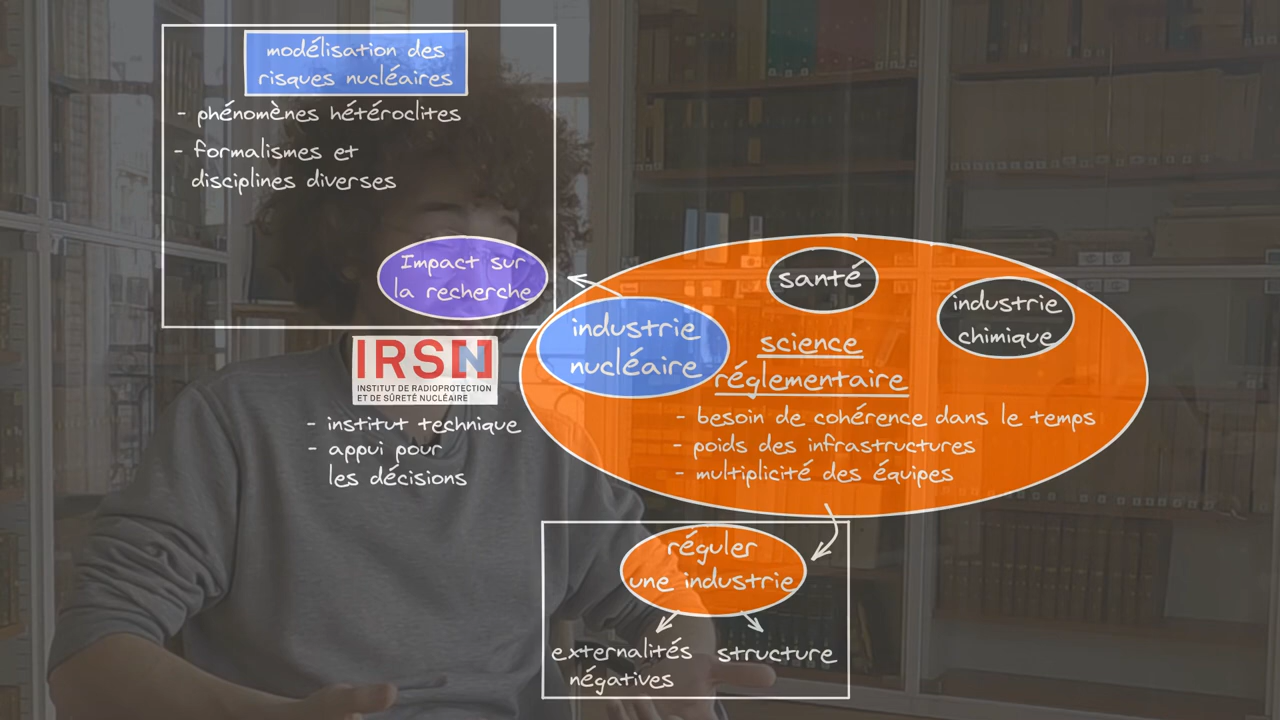 modélisation des
risques nucléaires
- phénomènes hétéroclites
- formalismes et
disciplines diverses
Impact sur
la recherche
IRSN
INSTITUT DE RADIOPROTECTION
ET DE SÛRETÉ NUCLÉAIRE
- institut technique
- appui pour
les décisions
industrie
nucléaire
santé
industrie
chimique
science
réglementaire
- besoin de cohérence dans le temps
- poids des infrastructures
- multiplicité des équipes
réguler
une industrie
externalités
négatives
structure